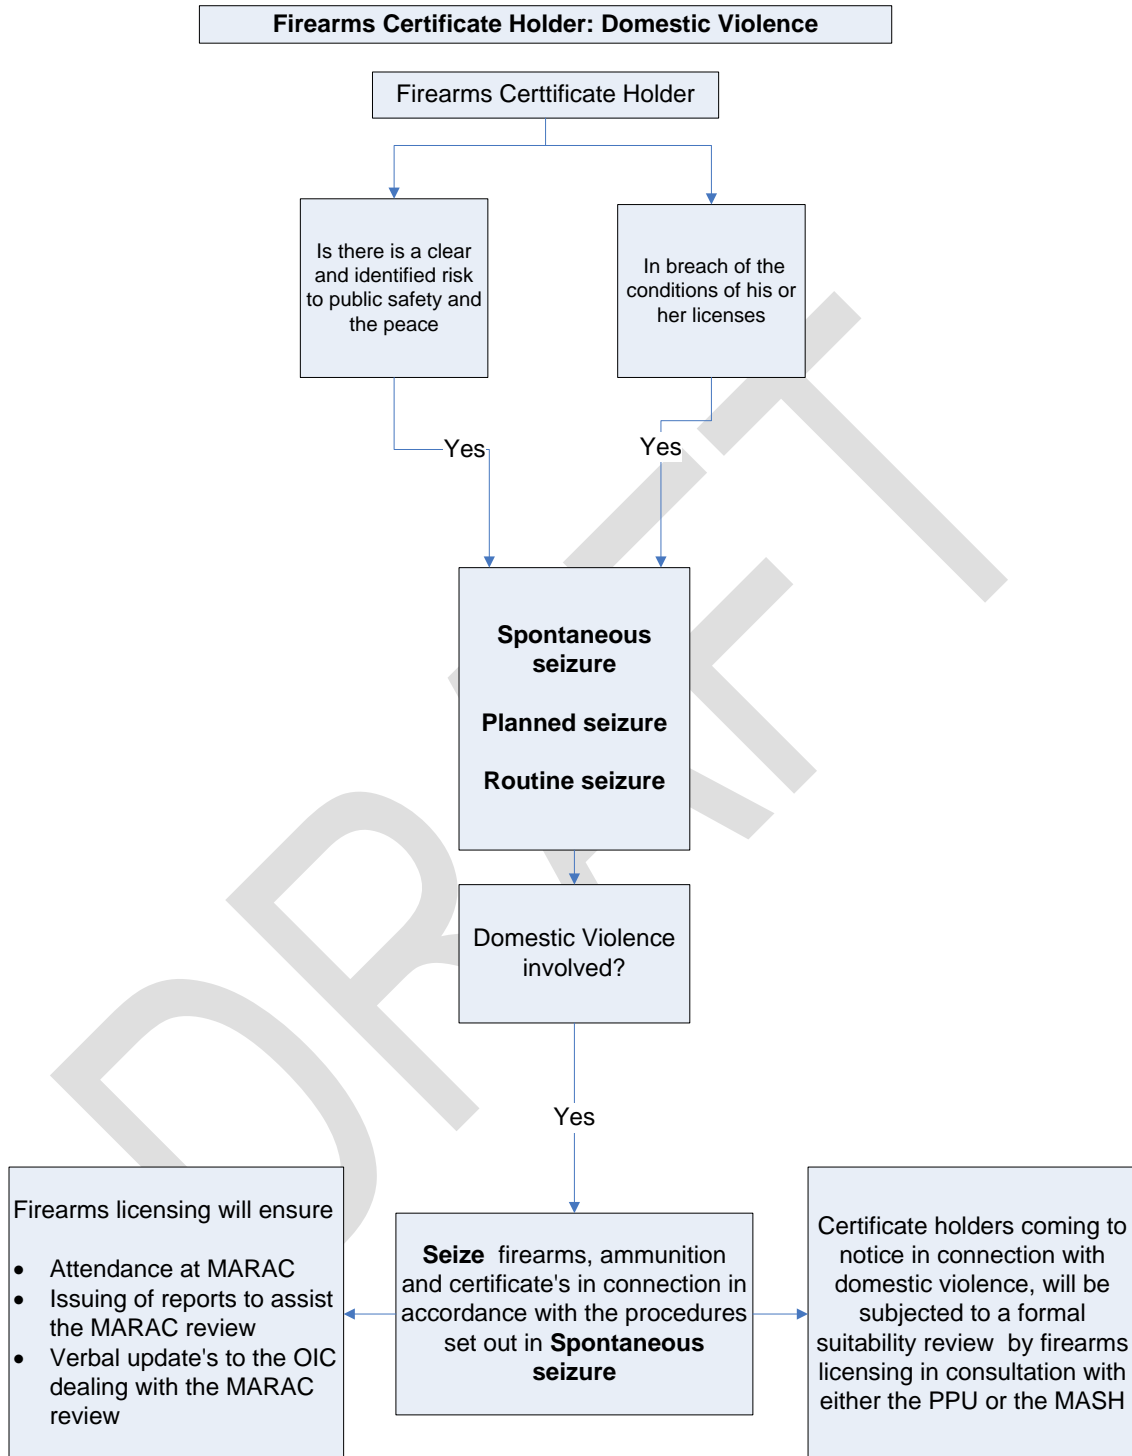 Firearms Certificate Holder: Domestic Violence
Firearms Certtificate Holder
Is there is a clear
and identified risk
to public safety and
the peace
In breach of the
conditions of his or
her licenses
Yes
Yes
Spontaneous
seizure
Planned seizure
Routine seizure
Domestic Violence
involved?
Yes
Firearms licensing will ensure
• Attendance at MARAC
• Issuing of reports to assist
the MARAC review
• Verbal update's to the OIC
dealing with the MARAC
review
Seize firearms, ammunition
and certificate's in connection in
accordance with the procedures
set out in Spontaneous
seizure
Certificate holders coming to
notice in connection with
domestic violence, will be
subjected to a formal
suitability review by firearms
licensing in consultation with
either the PPU or the MASH
DRAFT